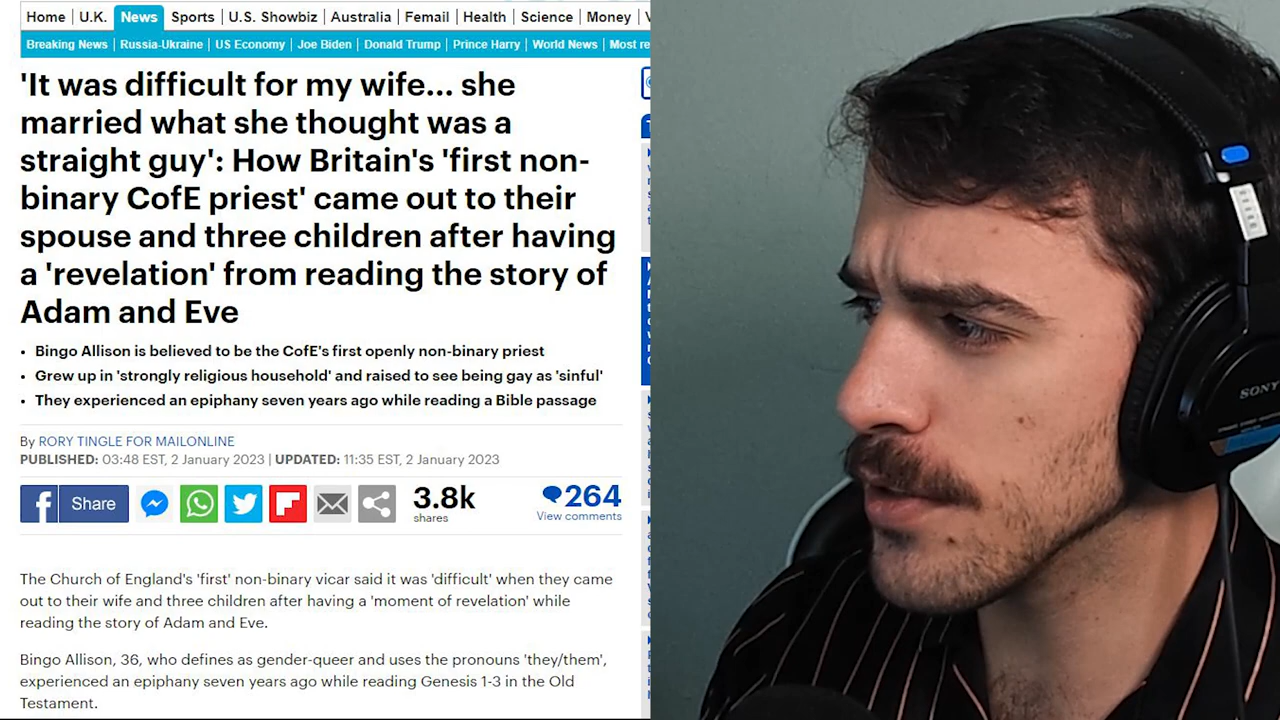 Home | U.K. | News | Sports | U.S. Showbiz | Australia | Femail | Health | Science | Money |
Breaking News | Russia-Ukraine | US Economy | Joe Biden | Donald Trump | Prince Harry | World News | Most re
'It was difficult for my wife... she
married what she thought was a
straight guy': How Britain's 'first non-
binary CofE priest' came out to their
spouse and three children after having
a 'revelation' from reading the story of
Adam and Eve
• Bingo Allison is believed to be the CofE's first openly non-binary priest
• Grew up in 'strongly religious household' and raised to see being gay as 'sinful'
• They experienced an epiphany seven years ago while reading a Bible passage
By RORY TINGLE FOR MAILONLINE
PUBLISHED: 03:48 EST, 2 January 2023 | UPDATED: 11:35 EST, 2 January 2023
Share
3.8k
shares
264
View comments
The Church of England's 'first' non-binary vicar said it was 'difficult' when they came
out to their wife and three children after having a 'moment of revelation' while
reading the story of Adam and Eve.
Bingo Allison, 36, who defines as gender-queer and uses the pronouns 'they/them',
experienced an epiphany seven years ago while reading Genesis 1-3 in the Old
Testament.
SONY